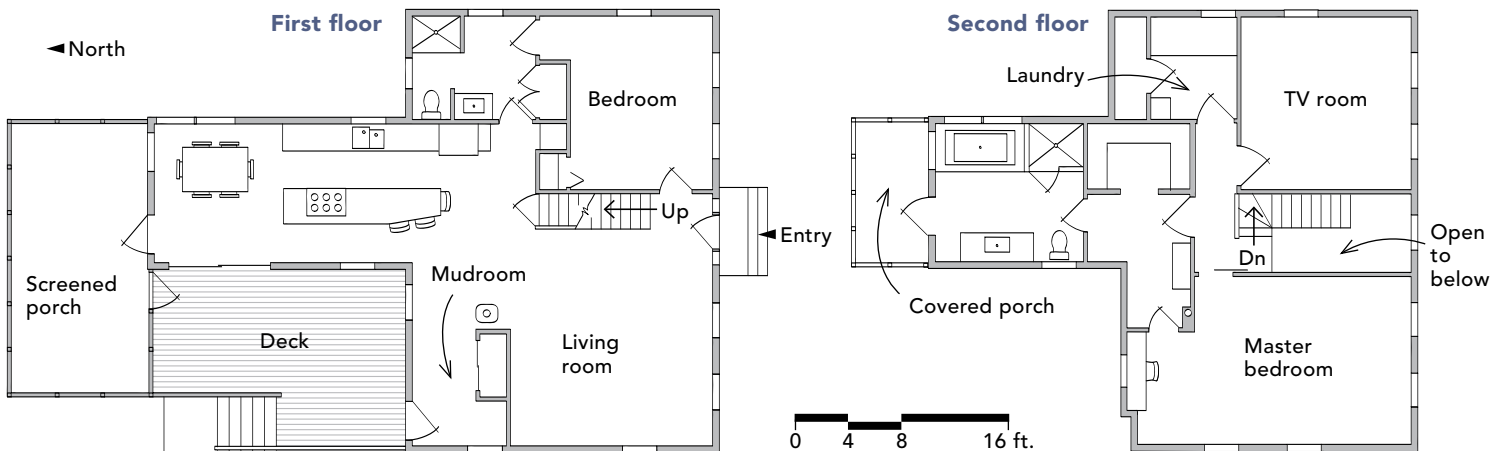 First floor
North
Bedroom
Up
Entry
Mudroom
Screened
porch
Deck
Living
room
Second floor
Laundry
TV room
Dn
Open
to
below
Covered porch
Master
bedroom
0 4 8 16 ft.